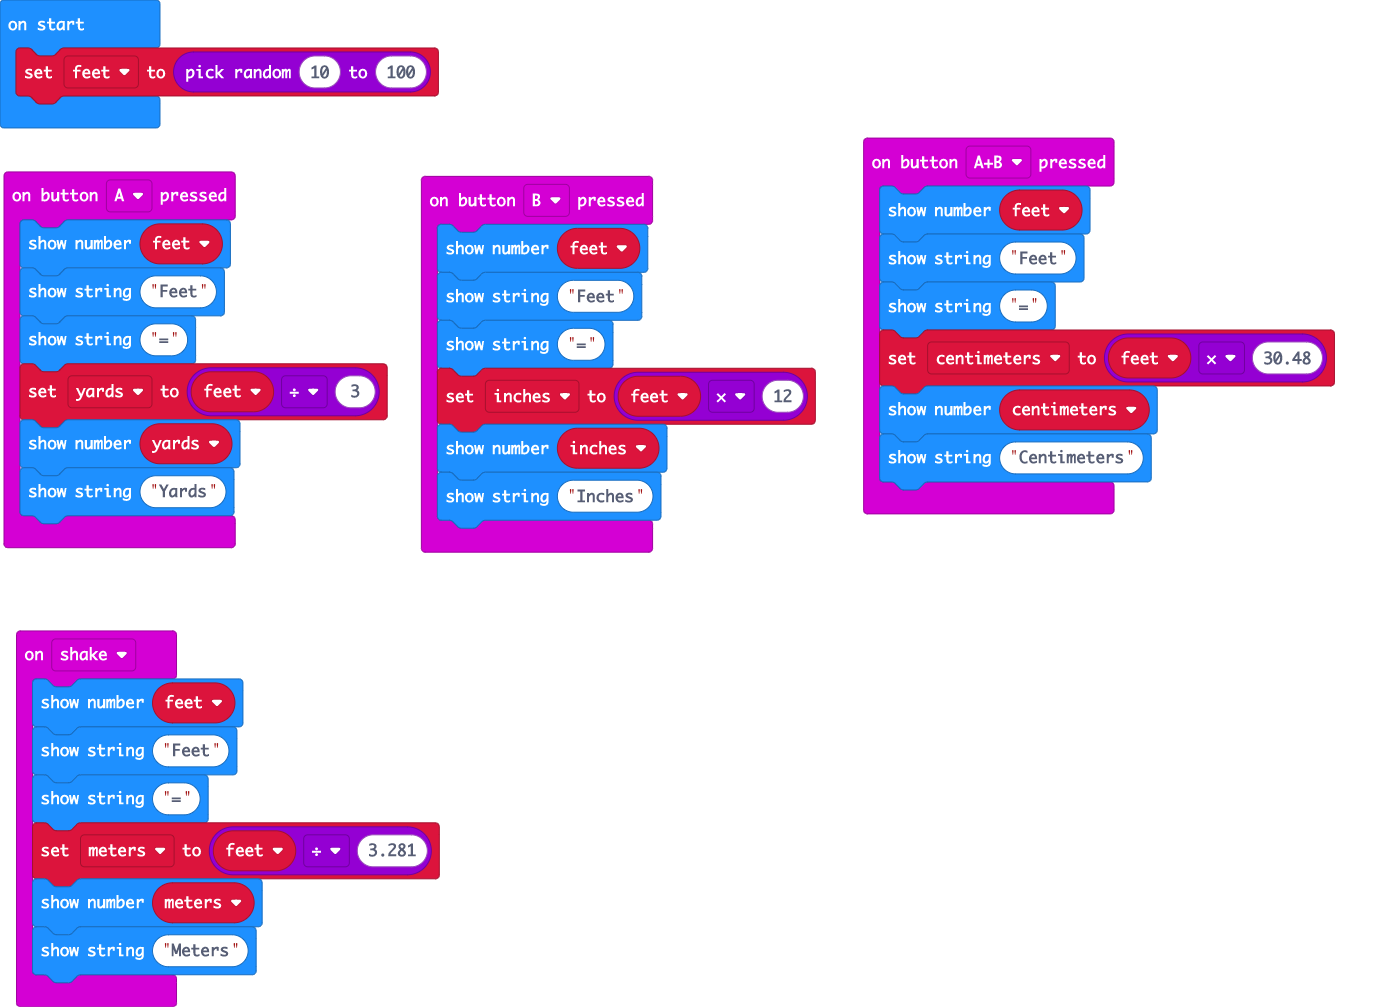 on start
set feet to pick random 10 to 100
on button A pressed
show number feet
show string "Feet"
show string "="
set yards to feet ÷ 3
show number yards
show string "Yards"
on button B pressed
show number feet
show string "Feet"
show string "="
set inches to feet × 12
show number inches
show string "Inches"
on button A+B pressed
show number feet
show string "Feet"
show string "="
set centimeters to feet × 30.48
show number centimeters
show string "Centimeters"
on shake
show number feet
show string "Feet"
show string "="
set meters to feet ÷ 3.281
show number meters
show string "Meters"